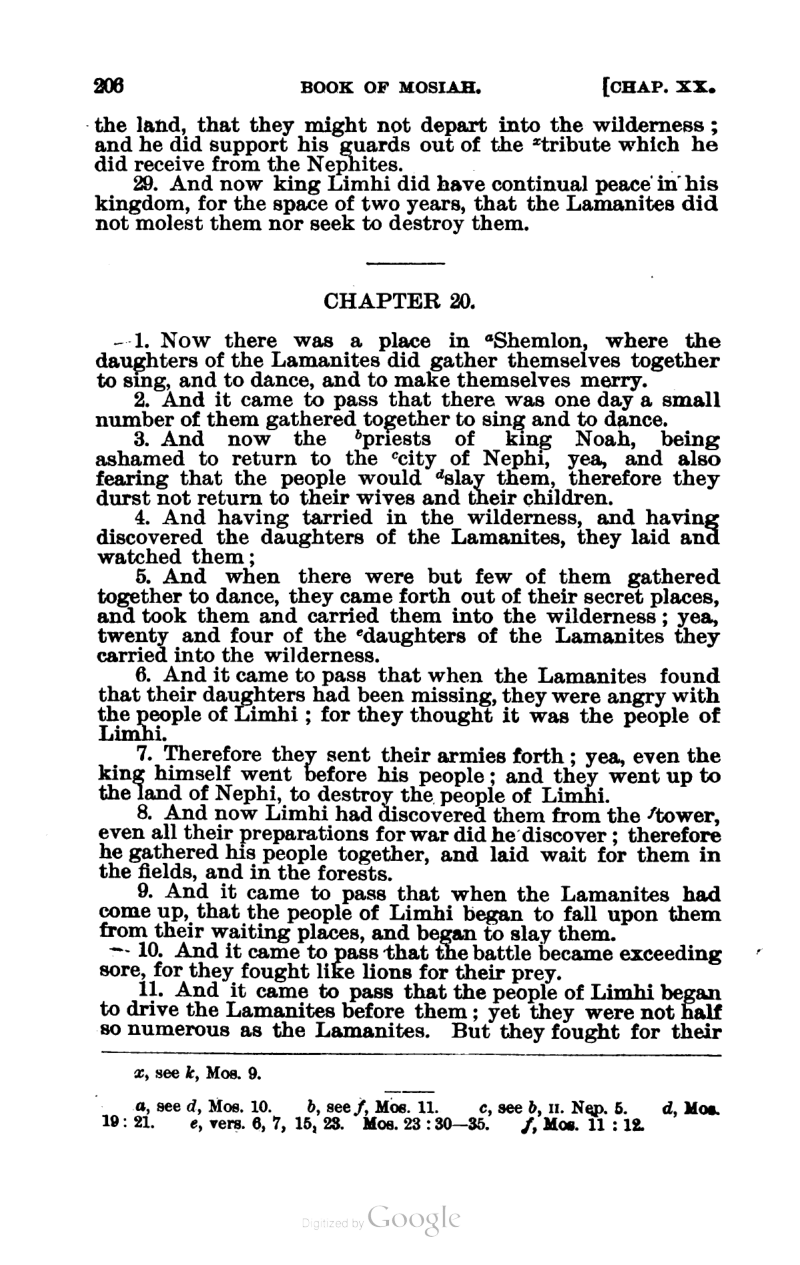 206 BOOK OF MOSIAH. [CHAP. XX.
the land, that they might not depart into the wilderness ;
and he did support his guards out of the ˣtribute which he
did receive from the Nephites.
29. And now king Limhi did have continual peace in his
kingdom, for the space of two years, that the Lamanites did
not molest them nor seek to destroy them.
CHAPTER 20.
1. Now there was a place in ᵃShemlon, where the
daughters of the Lamanites did gather themselves together
to sing, and to dance, and to make themselves merry.
2. And it came to pass that there was one day a small
number of them gathered together to sing and to dance.
3. And now the ᵇpriests of king Noah, being
ashamed to return to the ᶜcity of Nephi, yea, and also
fearing that the people would ᵈslay them, therefore they
durst not return to their wives and their children.
4. And having tarried in the wilderness, and having
discovered the daughters of the Lamanites, they laid and
watched them ;
5. And when there were but few of them gathered
together to dance, they came forth out of their secret places,
and took them and carried them into the wilderness ; yea,
twenty and four of the ᵉdaughters of the Lamanites they
carried into the wilderness.
6. And it came to pass that when the Lamanites found
that their daughters had been missing, they were angry with
the people of Limhi ; for they thought it was the people of
Limhi.
7. Therefore they sent their armies forth ; yea, even the
king himself went before his people ; and they went up to
the land of Nephi, to destroy the people of Limhi.
8. And now Limhi had discovered them from the ᶠtower,
even all their preparations for war did he discover ; therefore
he gathered his people together, and laid wait for them in
the fields, and in the forests.
9. And it came to pass that when the Lamanites had
come up, that the people of Limhi began to fall upon them
from their waiting places, and began to slay them.
10. And it came to pass that the battle became exceeding
sore, for they fought like lions for their prey.
11. And it came to pass that the people of Limhi began
to drive the Lamanites before them ; yet they were not half
so numerous as the Lamanites. But they fought for their
x, see k, Mos. 9.
a, see d, Mos. 10. b, see f, Mos. 11. c, see b, II. Nep. 5. d, Mos.
19 : 21. e, vers. 6, 7, 15, 23. Mos. 23 : 30—35. f, Mos. 11 : 12.
Digitized by Google